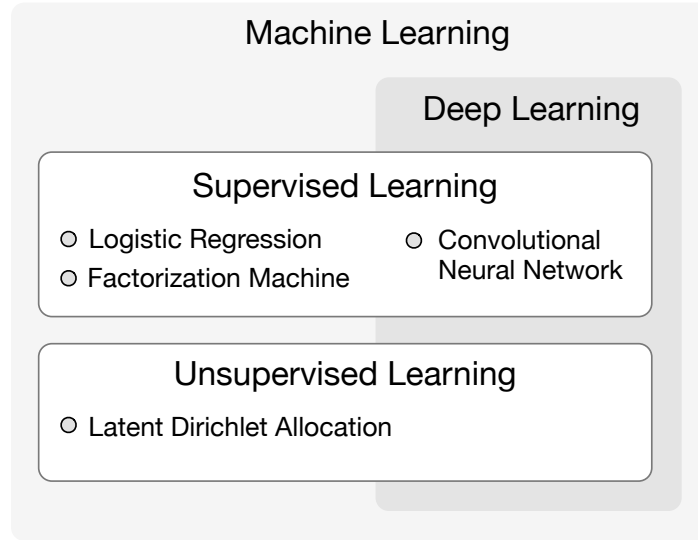 Machine Learning
Deep Learning
Supervised Learning
Logistic Regression
Factorization Machine
Convolutional
Neural Network
Unsupervised Learning
Latent Dirichlet Allocation